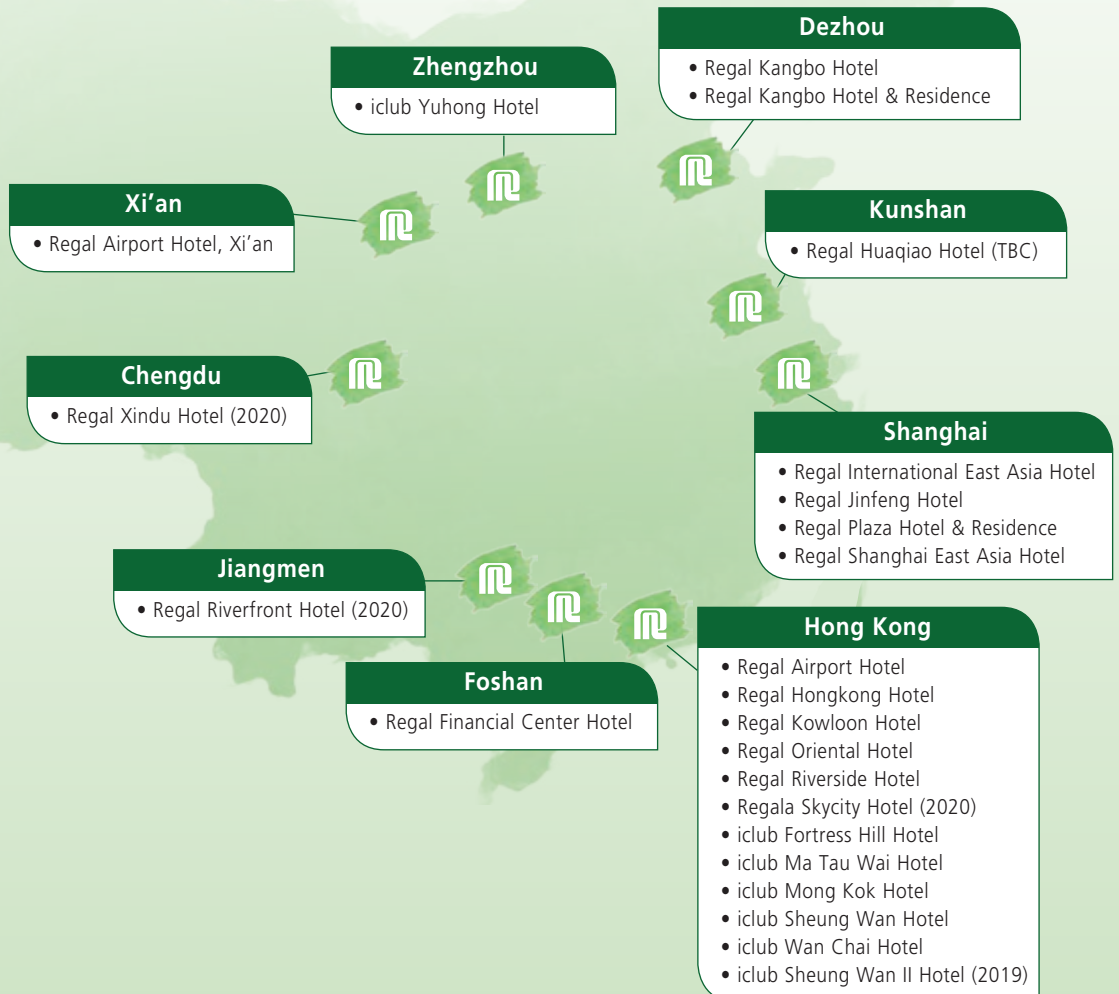 Dezhou
• Regal Kangbo Hotel
• Regal Kangbo Hotel & Residence
Zhengzhou
• iclub Yuhong Hotel
Xi’an
• Regal Airport Hotel, Xi’an
Kunshan
• Regal Huaqiao Hotel (TBC)
Chengdu
• Regal Xindu Hotel (2020)
Shanghai
• Regal International East Asia Hotel
• Regal Jinfeng Hotel
• Regal Plaza Hotel & Residence
• Regal Shanghai East Asia Hotel
Jiangmen
• Regal Riverfront Hotel (2020)
Foshan
• Regal Financial Center Hotel
Hong Kong
• Regal Airport Hotel
• Regal Hongkong Hotel
• Regal Kowloon Hotel
• Regal Oriental Hotel
• Regal Riverside Hotel
• Regala Skycity Hotel (2020)
• iclub Fortress Hill Hotel
• iclub Ma Tau Wai Hotel
• iclub Mong Kok Hotel
• iclub Sheung Wan Hotel
• iclub Wan Chai Hotel
• iclub Sheung Wan II Hotel (2019)